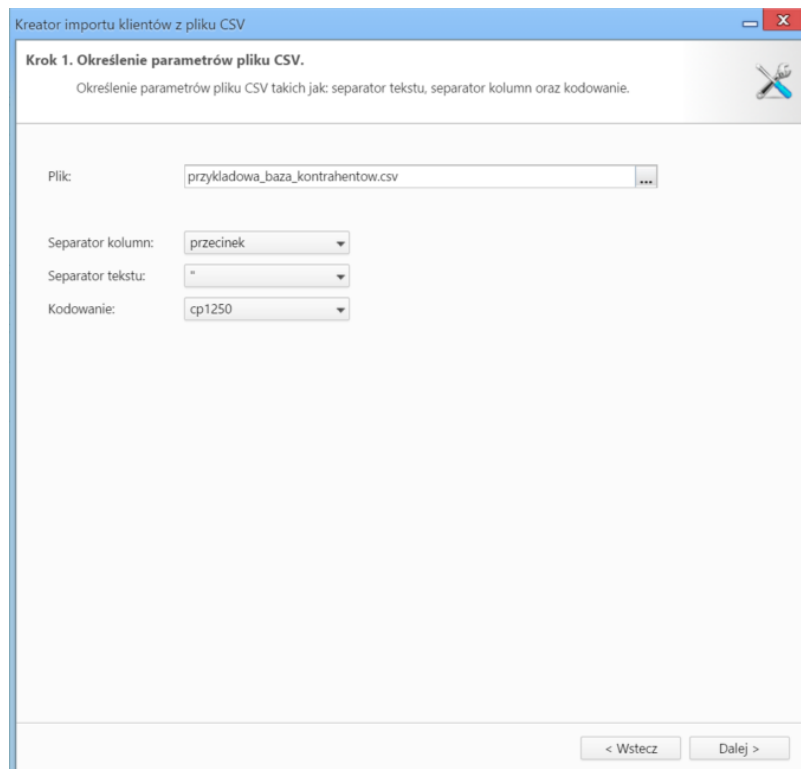 Kreator importu klientów z pliku CSV
Krok 1. Określenie parametrów pliku CSV.
Określenie parametrów pliku CSV takich jak: separator tekstu, separator kolumn oraz kodowanie.
Plik: przykladowa_baza_kontrahentow.csv ...
Separator kolumn: przecinek
Separator tekstu: "
Kodowanie: cp1250
< Wstecz Dalej >